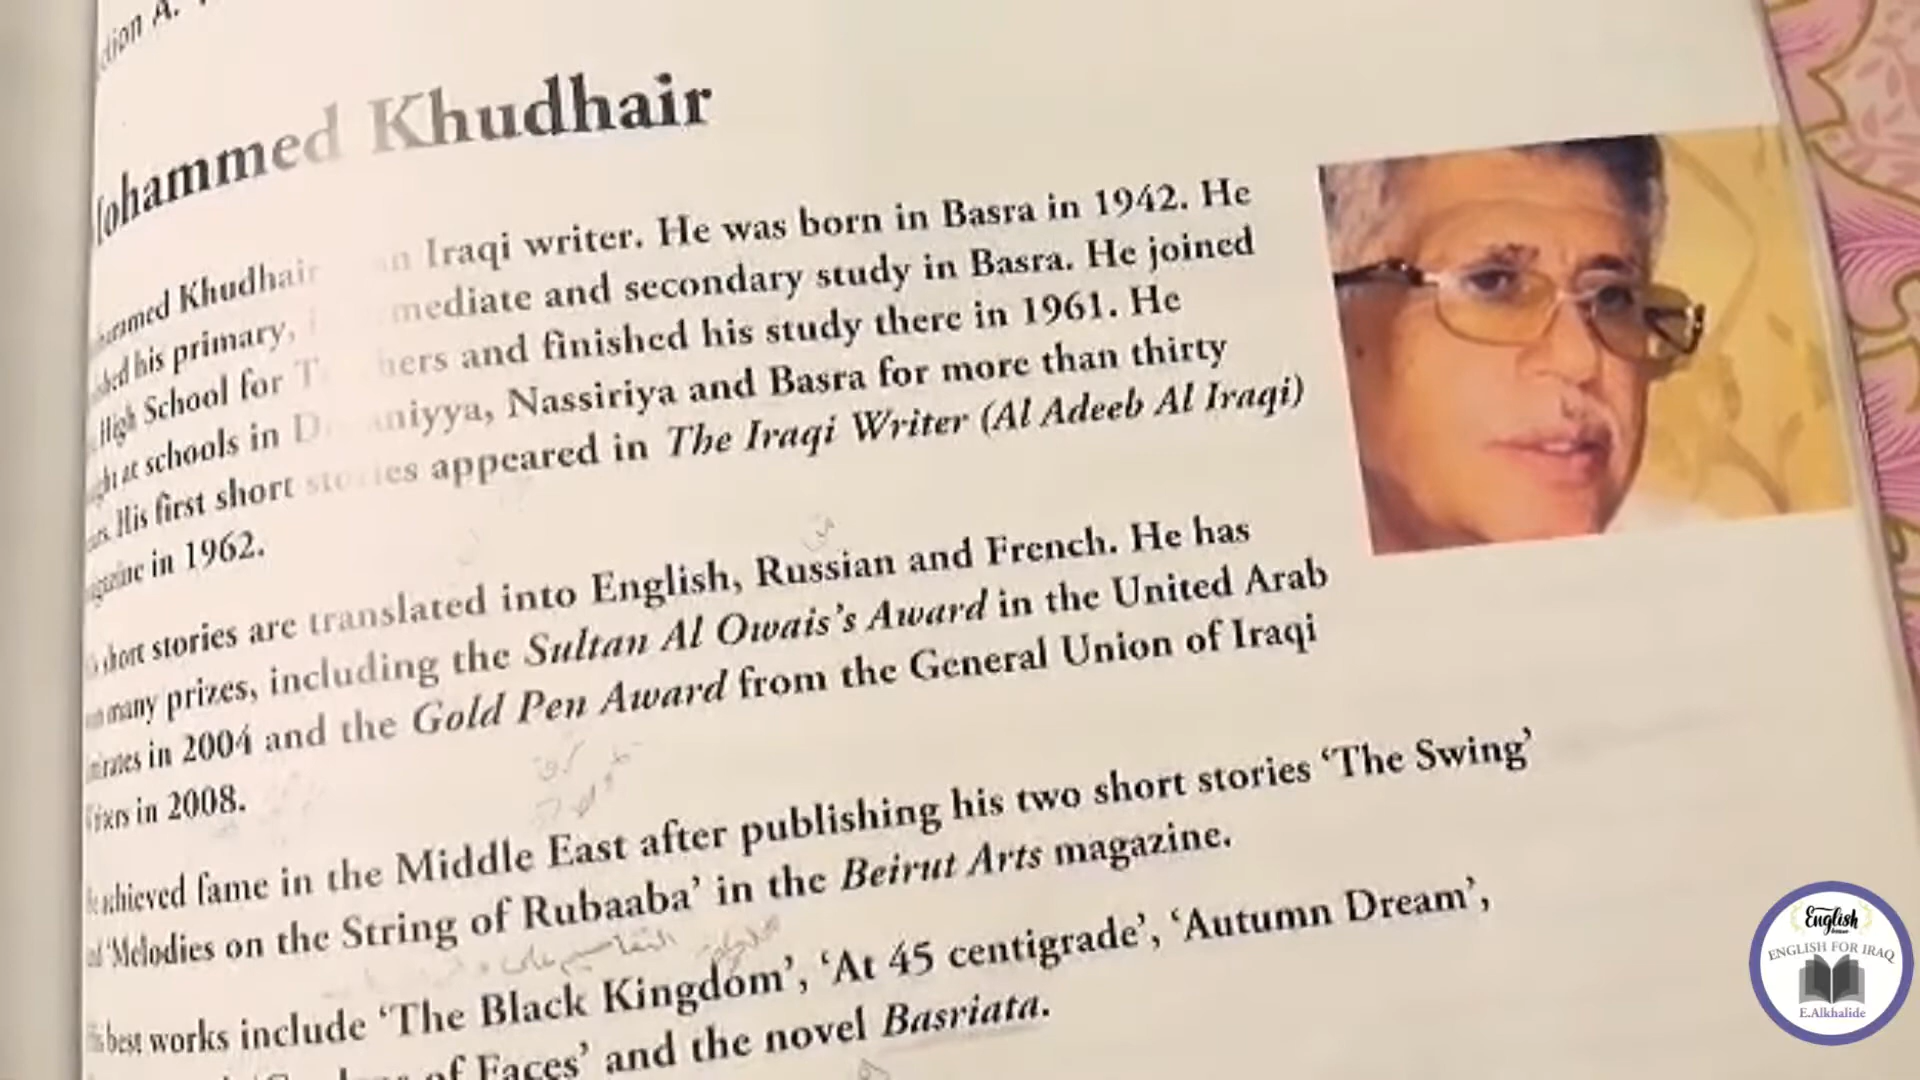 Khudhair
Khudhair Iraqi writer. He was born in Basra in 1942. He
his primary, and secondary study in Basra. He joined
High School for and finished his study there in 1961. He
at schools in Nassiriya and Basra for more than thirty
His first short stories appeared in The Iraqi Writer (Al Adeeb Al Iraqi)
in 1962.
short stories are translated into English, Russian and French. He has
many prizes, including the Sultan Al Owais's Award in the United Arab
in 2004 and the Gold Pen Award from the General Union of Iraqi
in 2008.
achieved fame in the Middle East after publishing his two short stories 'The Swing'
'Melodies on the String of Rubaaba' in the Beirut Arts magazine.
best works include 'The Black Kingdom', 'At 45 centigrade', 'Autumn Dream',
of Faces' and the novel Basriata.
English
ENGLISH FOR IRAQ
E.Alkhalide